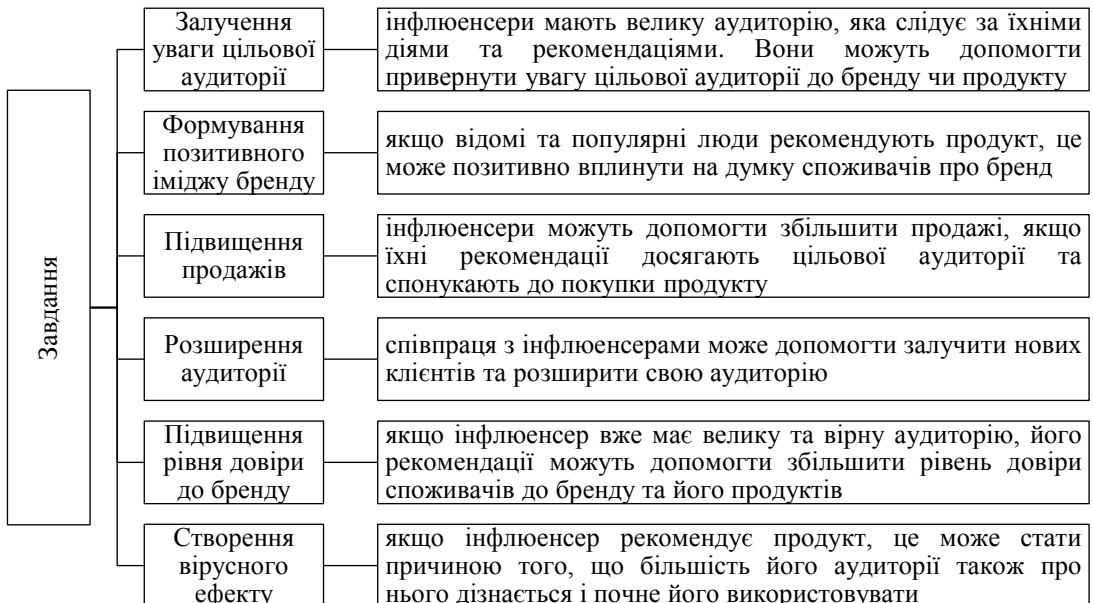 Завдання
Залучення
уваги цільової
аудиторії
інфлюенсери мають велику аудиторію, яка слідує за їхніми
діями та рекомендаціями. Вони можуть допомогти
привернути увагу цільової аудиторії до бренду чи продукту
Формування
позитивного
іміджу бренду
якщо відомі та популярні люди рекомендують продукт, це
може позитивно вплинути на думку споживачів про бренд
Підвищення
продажів
інфлюенсери можуть допомогти збільшити продажі, якщо
їхні рекомендації досягають цільової аудиторії та
спонукають до покупки продукту
Розширення
аудиторії
співпраця з інфлюенсерами може допомогти залучити нових
клієнтів та розширити свою аудиторію
Підвищення
рівня довіри
до бренду
якщо інфлюенсер вже має велику та вірну аудиторію, його
рекомендації можуть допомогти збільшити рівень довіри
споживачів до бренду та його продуктів
Створення
вірусного
ефекту
якщо інфлюенсер рекомендує продукт, це може стати
причиною того, що більшість його аудиторії також про
нього дізнається і почне його використовувати